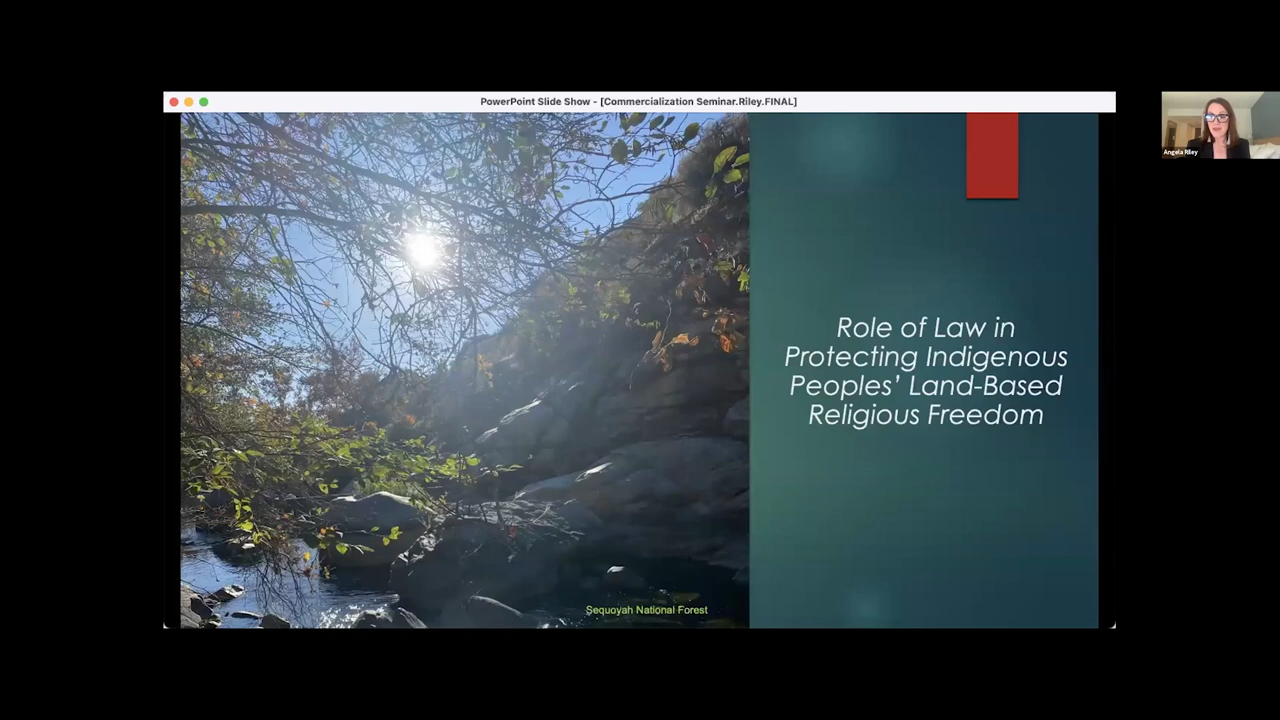 PowerPoint Slide Show - [Commercialization Seminar.Riley.FINAL]
Angela Riley
Role of Law in
Protecting Indigenous
Peoples' Land-Based
Religious Freedom
Sequoyah National Forest